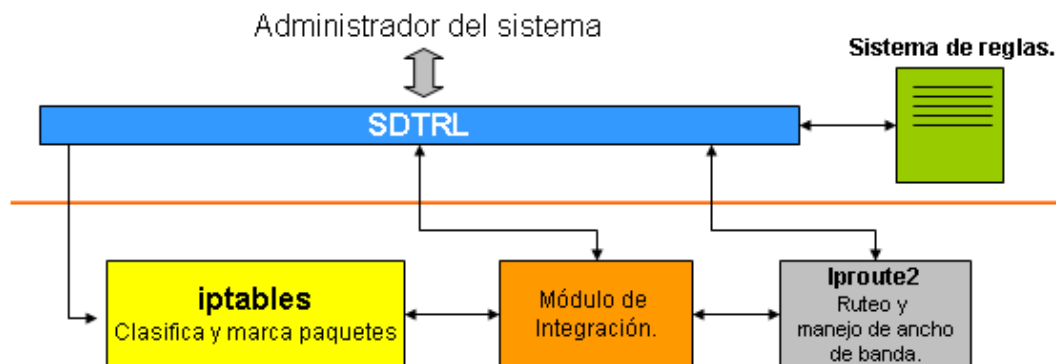 Administrador del sistema
Sistema de reglas.
SDTRL
iptables
Clasifica y marca paquetes
Módulo de
Integración.
Iproute2
Ruteo y
manejo de ancho
de banda.